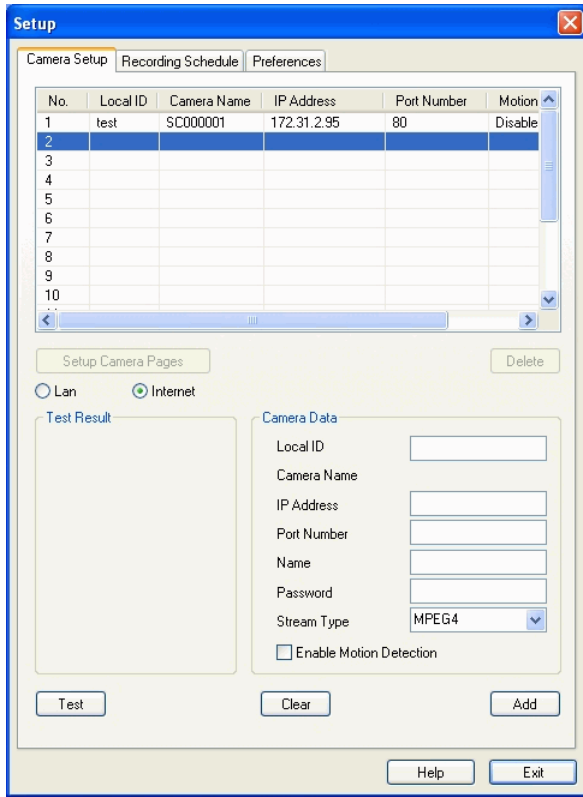 Setup
Camera Setup Recording Schedule Preferences
No. Local ID Camera Name IP Address Port Number Motion
1 test SC000001 172.31.2.95 80 Disable
2
3
4
5
6
7
8
9
10
Setup Camera Pages Delete
Lan Internet
Test Result Camera Data
Local ID
Camera Name
IP Address
Port Number
Name
Password
Stream Type MPEG4
Enable Motion Detection
Test Clear Add
Help Exit